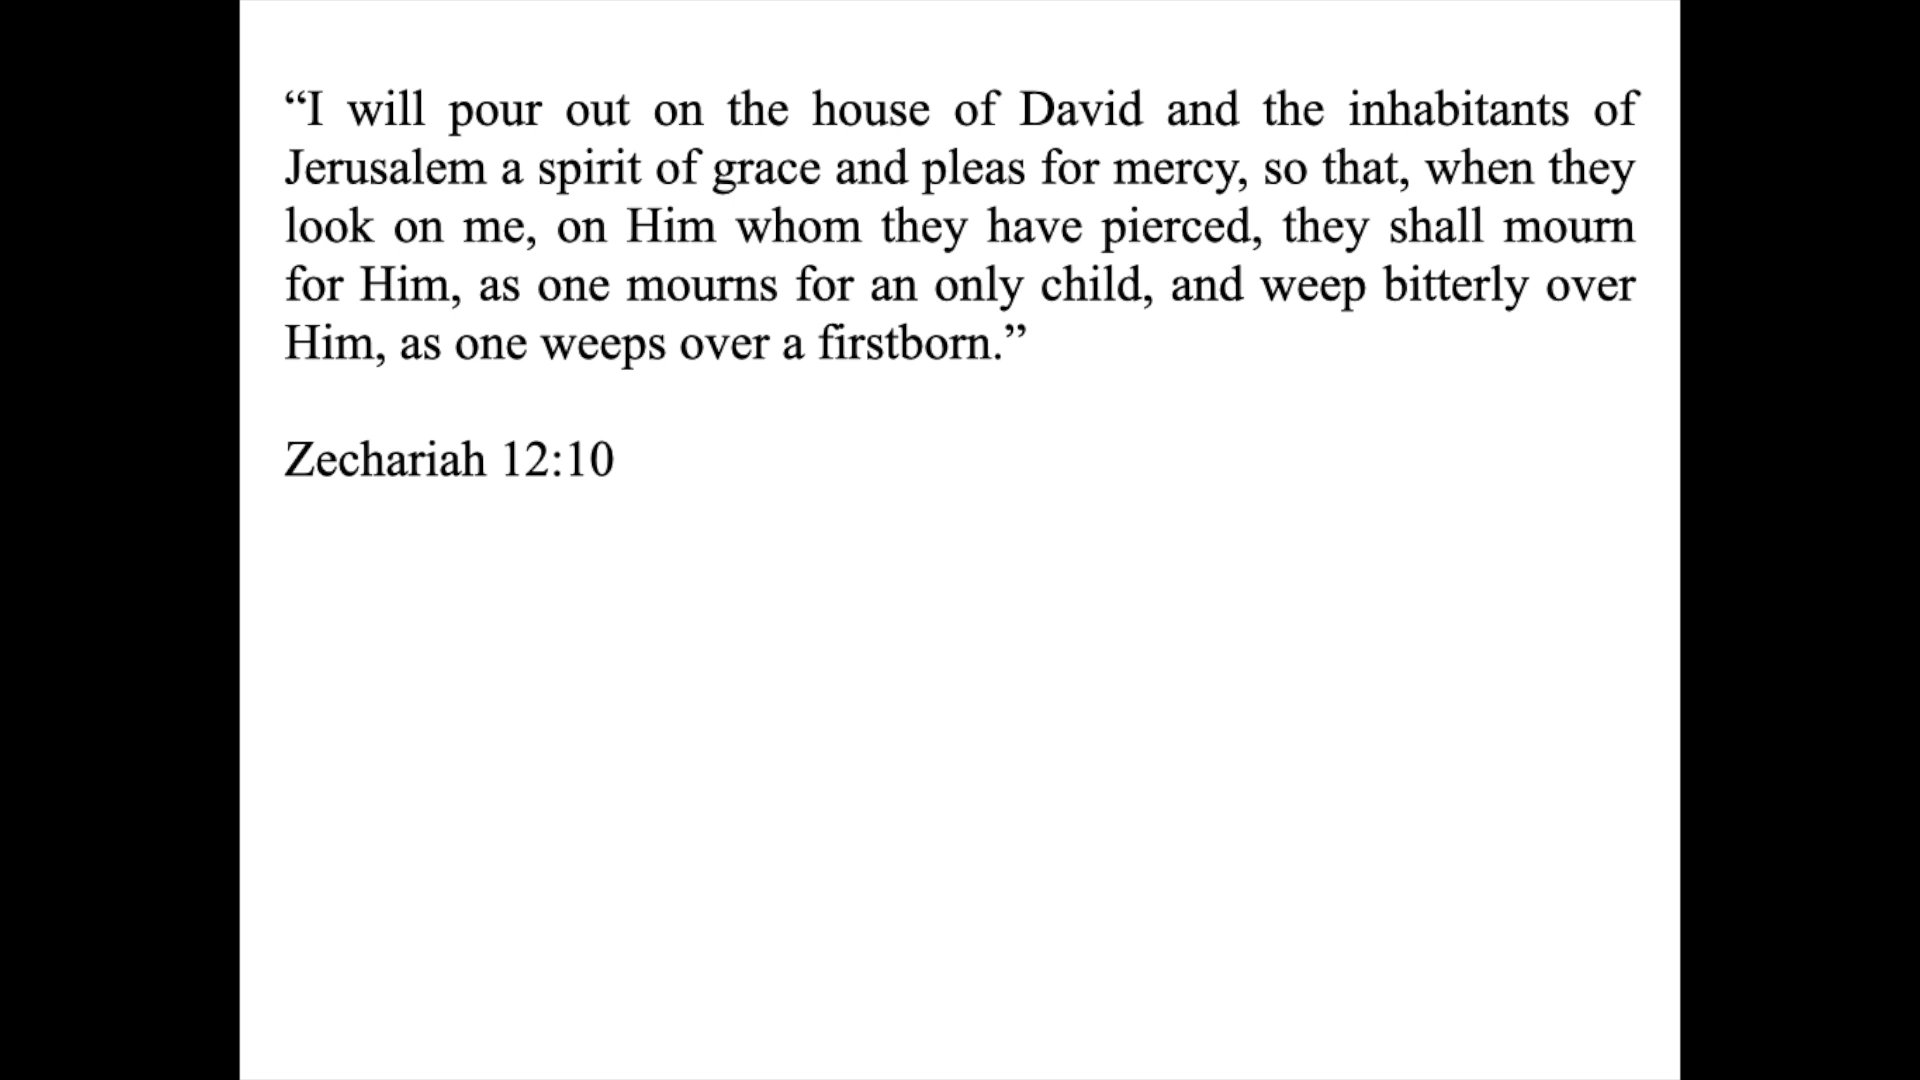 “I will pour out on the house of David and the inhabitants of
Jerusalem a spirit of grace and pleas for mercy, so that, when they
look on me, on Him whom they have pierced, they shall mourn
for Him, as one mourns for an only child, and weep bitterly over
Him, as one weeps over a firstborn.”
Zechariah 12:10